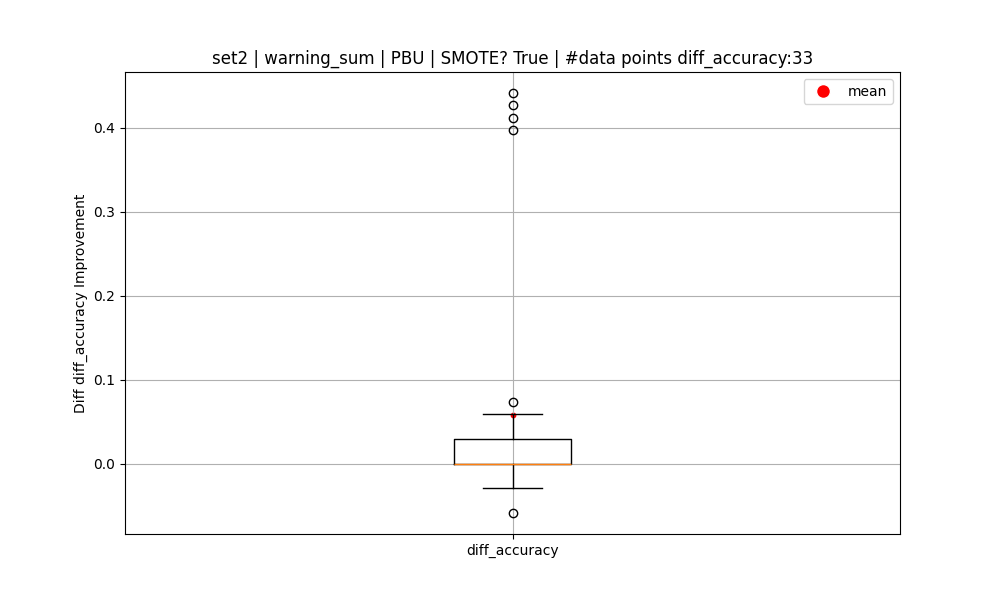 set2 | warning_sum | PBU | SMOTE? True | #data points diff_accuracy:33
mean
0.4
0.3
0.2
0.1
0.0
Diff diff_accuracy Improvement
diff_accuracy